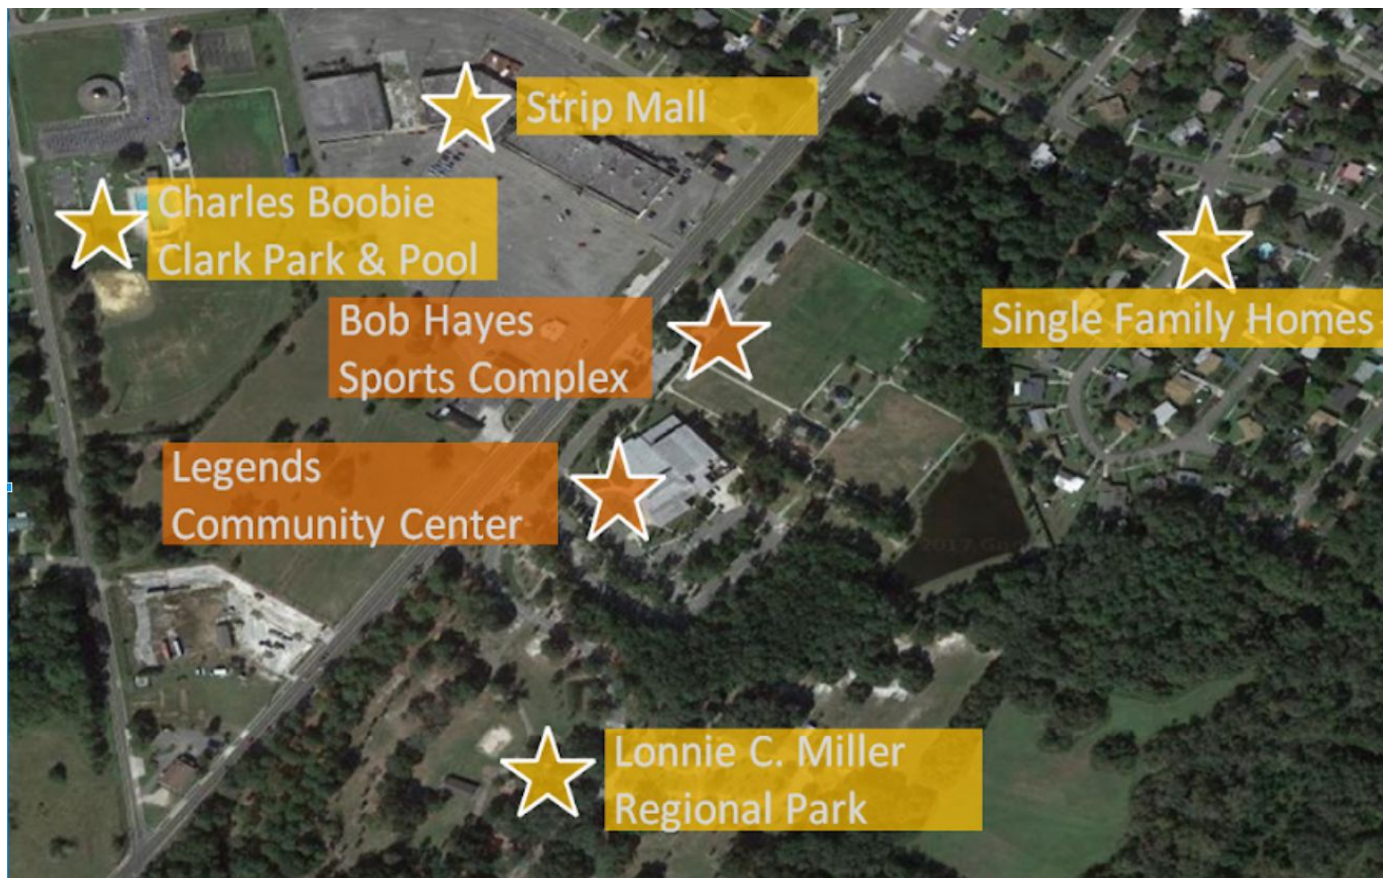 Strip Mall
Charles Boobie
Clark Park & Pool
Single Family Homes
Bob Hayes
Sports Complex
Legends
Community Center
Lonnie C. Miller
Regional Park